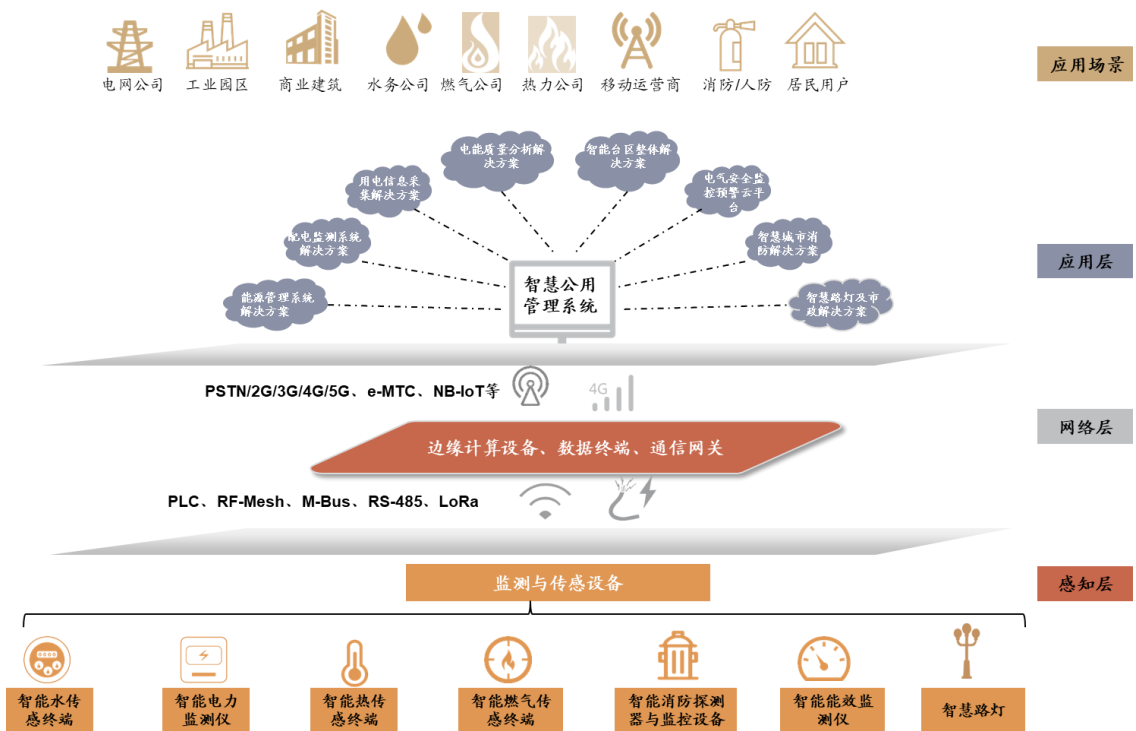 电网公司 工业园区 商业建筑 水务公司 燃气公司 热力公司 移动运营商 消防/人防 居民用户
应用场景
电能质量分析解
决方案
智能台区整体解
决方案
用电信息采
集解决方案
电气安全监
控预警云平
台
配电监测系统
解决方案
智慧城市消
防解决方案
应用层
能源管理系统
解决方案
智慧公用
管理系统
智慧路灯及市
政解决方案
PSTN/2G/3G/4G/5G、e-MTC、NB-IoT等
4G
网络层
边缘计算设备、数据终端、通信网关
PLC、RF-Mesh、M-Bus、RS-485、LoRa
监测与传感设备
感知层
智能水传
感终端
智能电力
监测仪
智能热传
感终端
智能燃气传
感终端
智能消防探测
器与监控设备
智能能效监
测仪
智慧路灯